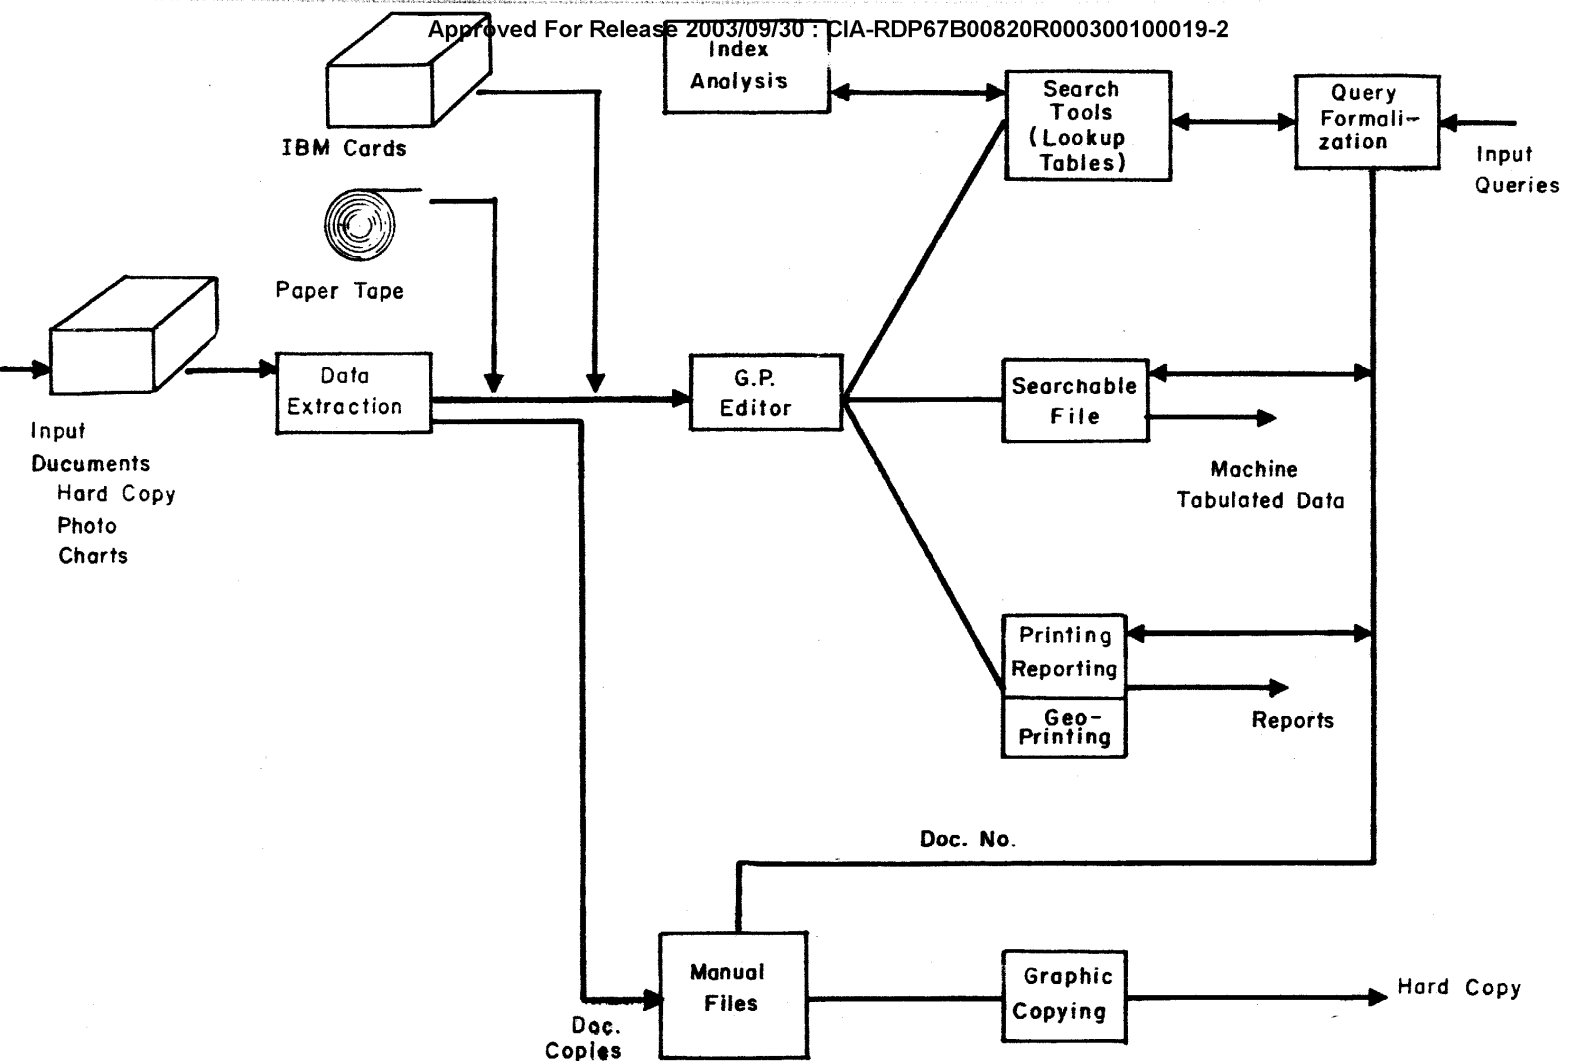 Approved For Release 2003/09/30 : CIA-RDP67B00820R000300100019-2
Index
Analysis
Search
Tools
(Lookup
Tables)
Query
Formali-
zation
Input
Queries
IBM Cards
Paper Tape
Data
Extraction
G.P.
Editor
Searchable
File
Machine
Tabulated Data
Input
Ducuments
Hard Copy
Photo
Charts
Printing
Reporting
Geo-
Printing
Reports
Doc. No.
Manual
Files
Graphic
Copying
Hard Copy
Doc.
Copies